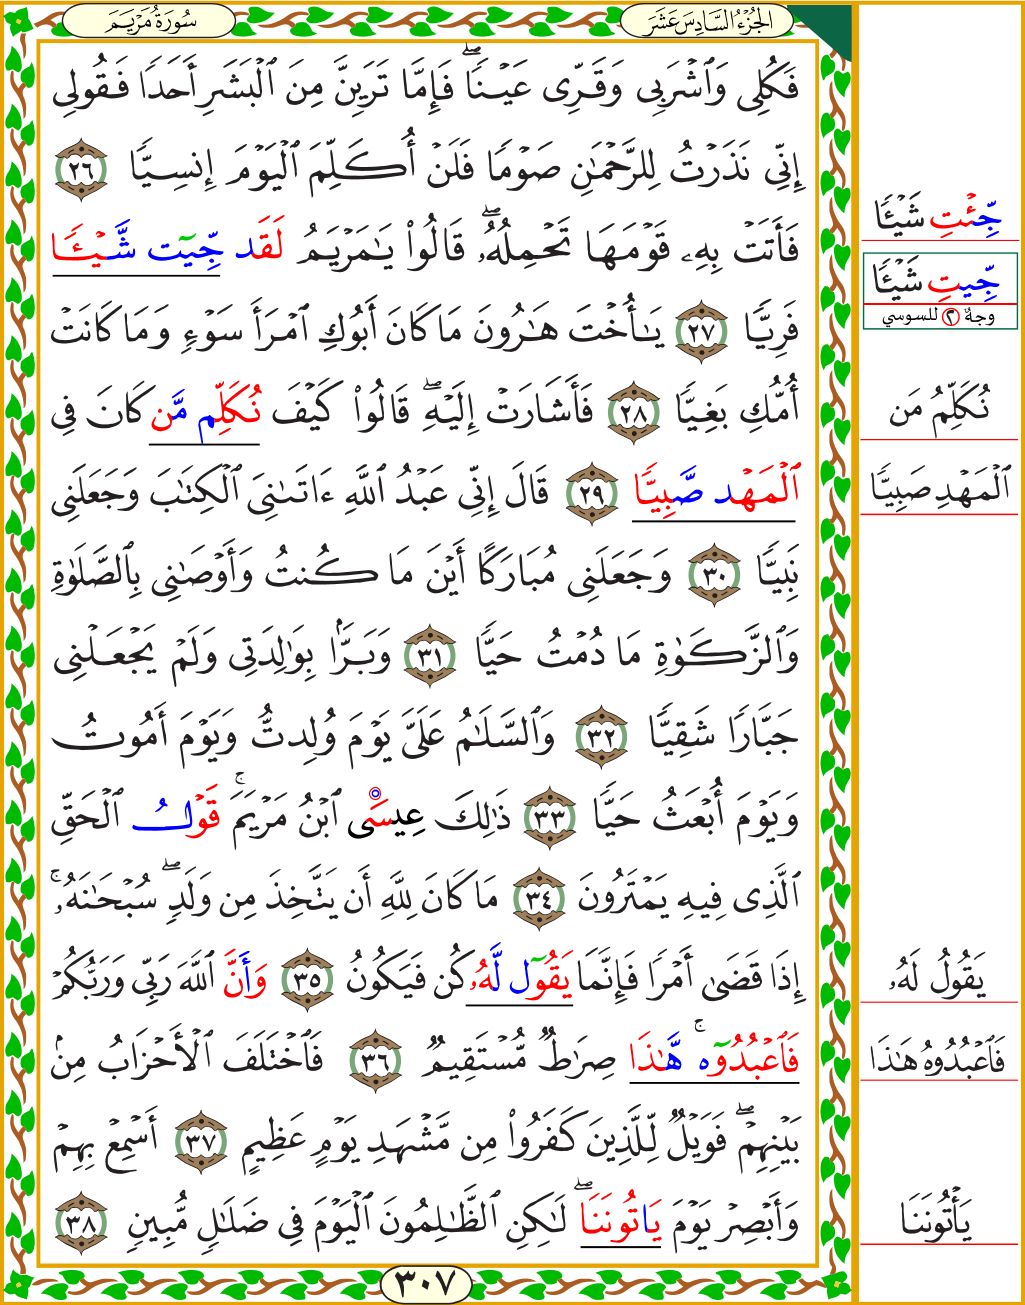 سُورَةُ مَرْيَمَ
الجُزْءُ السَّادِسَ عَشَرَ
فَكُلِى وَٱشْرَبِى وَقَرِّى عَيْنًاۖ فَإِمَّا تَرَيِنَّ مِنَ ٱلْبَشَرِ أَحَدًا فَقُولِى
إِنِّى نَذَرْتُ لِلرَّحْمَٰنِ صَوْمًا فَلَنْ أُكَلِّمَ ٱلْيَوْمَ إِنسِيًّا ٢٦
فَأَتَتْ بِهِۦ قَوْمَهَا تَحْمِلُهُۥۖ قَالُوا۟ يَٰمَرْيَمُ لَقَد جِّيٓت شَّيْـًٔا
فَرِيًّا ٢٧ يَٰٓأُخْتَ هَٰرُونَ مَا كَانَ أَبُوكِ ٱمْرَأَ سَوْءٍ وَمَا كَانَتْ
أُمُّكِ بَغِيًّا ٢٨ فَأَشَارَتْ إِلَيْهِۖ قَالُوا۟ كَيْفَ نُكَلِّم مَّن كَانَ فِى
ٱلْمَهْد صَّبِيًّا ٢٩ قَالَ إِنِّى عَبْدُ ٱللَّهِ ءَاتَىٰنِىَ ٱلْكِتَٰبَ وَجَعَلَنِى
نَبِيًّا ٣٠ وَجَعَلَنِى مُبَارَكًا أَيْنَ مَا كُنتُ وَأَوْصَٰنِى بِٱلصَّلَوٰةِ
وَٱلزَّكَوٰةِ مَا دُمْتُ حَيًّا ٣١ وَبَرًّۢا بِوَٰلِدَتِى وَلَمْ يَجْعَلْنِى
جَبَّارًا شَقِيًّا ٣٢ وَٱلسَّلَٰمُ عَلَىَّ يَوْمَ وُلِدتُّ وَيَوْمَ أَمُوتُ
وَيَوْمَ أُبْعَثُ حَيًّا ٣٣ ذَٰلِكَ عِيسَى ٱبْنُ مَرْيَمَۚ قَوْلُ ٱلْحَقِّ
ٱلَّذِى فِيهِ يَمْتَرُونَ ٣٤ مَا كَانَ لِلَّهِ أَن يَتَّخِذَ مِن وَلَدٍۖ سُبْحَٰنَهُۥۚ
إِذَا قَضَىٰ أَمْرًا فَإِنَّمَا يَقُوٓل لَّهُۥ كُن فَيَكُونُ ٣٥ وَأَنَّ ٱللَّهَ رَبِّى وَرَبُّكُمْ
فَٱعْبُدُوٓهۚ هَّٰذَا صِرَٰطٌ مُّسْتَقِيمٌ ٣٦ فَٱخْتَلَفَ ٱلْأَحْزَابُ مِنۢ
بَيْنِهِمْۖ فَوَيْلٌ لِّلَّذِينَ كَفَرُوا۟ مِن مَّشْهَدِ يَوْمٍ عَظِيمٍ ٣٧ أَسْمِعْ بِهِمْ
وَأَبْصِرْ يَوْمَ يَاتُونَنَاۖ لَٰكِنِ ٱلظَّٰلِمُونَ ٱلْيَوْمَ فِى ضَلَٰلٍ مُّبِينٍ ٣٨
٣٠٧
جِّئْتِ شَيْـًٔا
جِّيتِ شَيْـًٔا
وجهٌ ٢ للسوسي
نُكَلِّمُ مَن
ٱلْمَهْدِ صَبِيًّا
يَقُولُ لَهُۥ
فَٱعْبُدُوهُ هَٰذَا
يَأْتُونَنَا